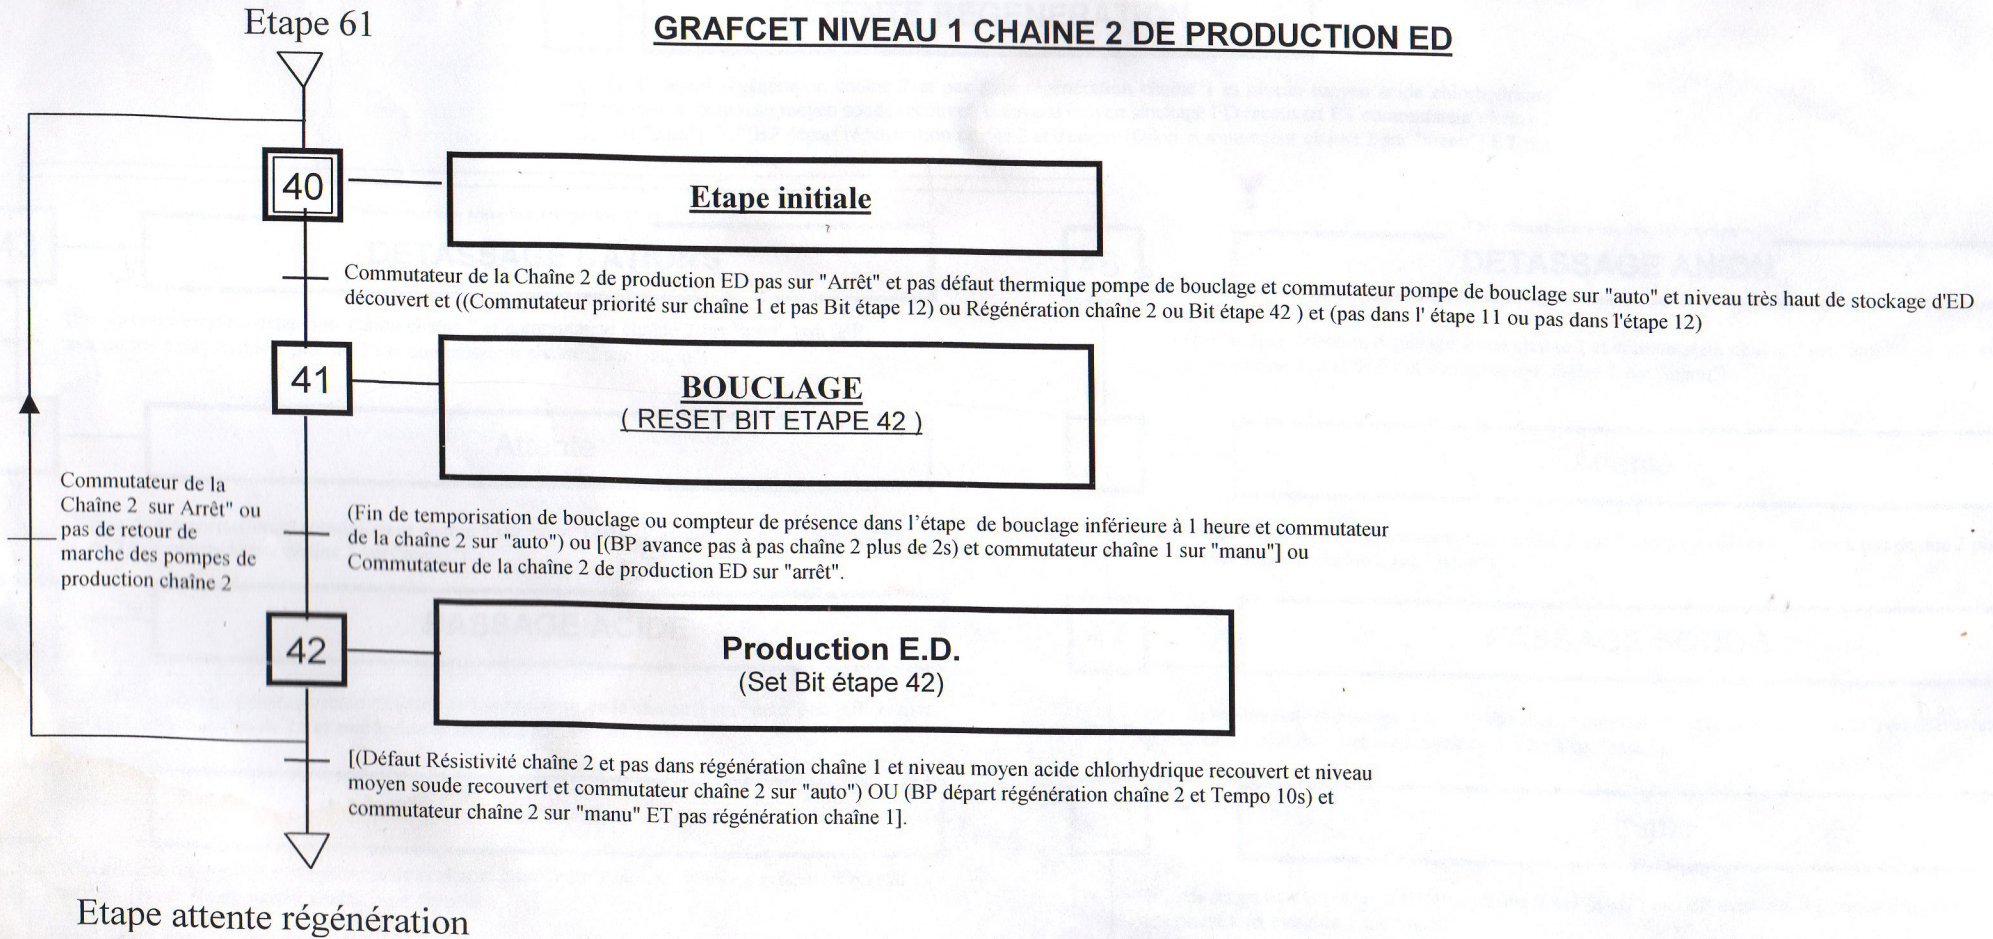 Etape 61
GRAFCET NIVEAU 1 CHAINE 2 DE PRODUCTION ED
40
Etape initiale
Commutateur de la Chaîne 2 de production ED pas sur "Arrêt" et pas défaut thermique pompe de bouclage et commutateur pompe de bouclage sur "auto" et niveau très haut de stockage d'ED
découvert et ((Commutateur priorité sur chaîne 1 et pas Bit étape 12) ou Régénération chaîne 2 ou Bit étape 42 ) et (pas dans l' étape 11 ou pas dans l'étape 12)
41
BOUCLAGE
( RESET BIT ETAPE 42 )
Commutateur de la
Chaîne 2 sur Arrêt" ou
pas de retour de
marche des pompes de
production chaîne 2
(Fin de temporisation de bouclage ou compteur de présence dans l'étape de bouclage inférieure à 1 heure et commutateur
de la chaîne 2 sur "auto") ou [(BP avance pas à pas chaîne 2 plus de 2s) et commutateur chaîne 1 sur "manu"] ou
Commutateur de la chaîne 2 de production ED sur "arrêt".
42
Production E.D.
(Set Bit étape 42)
[(Défaut Résistivité chaîne 2 et pas dans régénération chaîne 1 et niveau moyen acide chlorhydrique recouvert et niveau
moyen soude recouvert et commutateur chaîne 2 sur "auto") OU (BP départ régénération chaîne 2 et Tempo 10s) et
commutateur chaîne 2 sur "manu" ET pas régénération chaîne 1].
Etape attente régénération